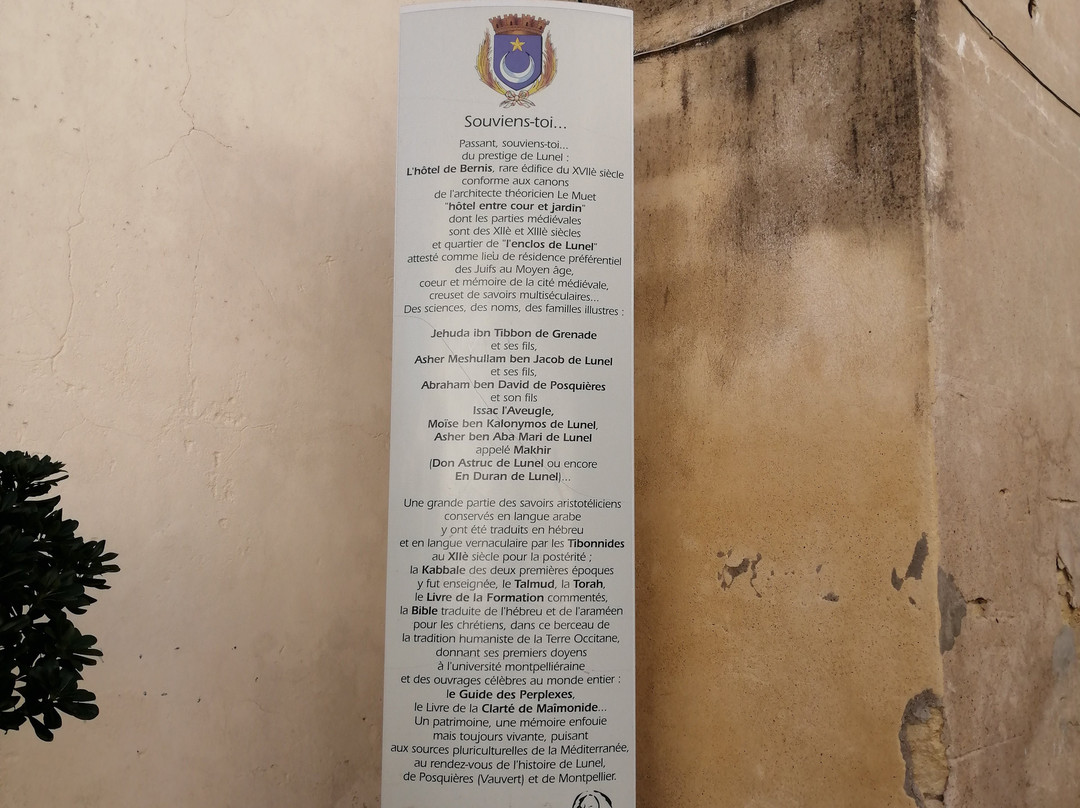 Souviens-toi...
Passant, souviens-toi...
du prestige de Lunel :
L'hôtel de Bernis, rare édifice du XVIIè siècle
conforme aux canons
de l'architecte théoricien Le Muet
"hôtel entre cour et jardin"
dont les parties médiévales
sont des XIIè et XIIIè siècles
et quartier de "l'enclos de Lunel"
attesté comme lieu de résidence préférentiel
des Juifs au Moyen âge,
coeur et mémoire de la cité médiévale,
creuset de savoirs multiséculaires...
Des sciences, des noms, des familles illustres :
Jehuda ibn Tibbon de Grenade
et ses fils,
Asher Meshullam ben Jacob de Lunel
et ses fils,
Abraham ben David de Posquières
et son fils
Issac l'Aveugle,
Moïse ben Kalonymos de Lunel,
Asher ben Aba Mari de Lunel
appelé Makhir
(Don Astruc de Lunel ou encore
En Duran de Lunel)...
Une grande partie des savoirs aristotéliciens
conservés en langue arabe
y ont été traduits en hébreu
et en langue vernaculaire par les Tibonnides
au XIIè siècle pour la postérité ;
la Kabbale des deux premières époques
y fut enseignée, le Talmud, la Torah,
le Livre de la Formation commentés,
la Bible traduite de l'hébreu et de l'araméen
pour les chrétiens, dans ce berceau de
la tradition humaniste de la Terre Occitane,
donnant ses premiers doyens
à l'université montpelliéraine
et des ouvrages célèbres au monde entier :
le Guide des Perplexes,
le Livre de la Clarté de Maïmonide...
Un patrimoine, une mémoire enfouie
mais toujours vivante, puisant
aux sources pluriculturelles de la Méditerranée,
au rendez-vous de l'histoire de Lunel,
de Posquières (Vauvert) et de Montpellier.